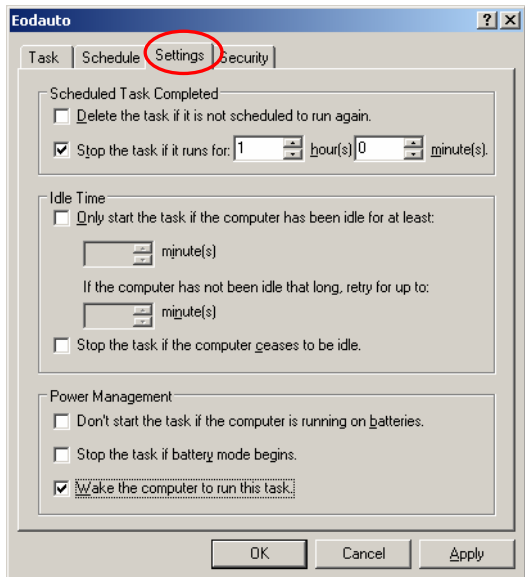 Eodauto
Task Schedule Settings Security
Scheduled Task Completed
Delete the task if it is not scheduled to run again.
Stop the task if it runs for: 1 hour(s) 0 minute(s).
Idle Time
Only start the task if the computer has been idle for at least:
minute(s)
If the computer has not been idle that long, retry for up to:
minute(s)
Stop the task if the computer ceases to be idle.
Power Management
Don't start the task if the computer is running on batteries.
Stop the task if battery mode begins.
Wake the computer to run this task.
OK Cancel Apply